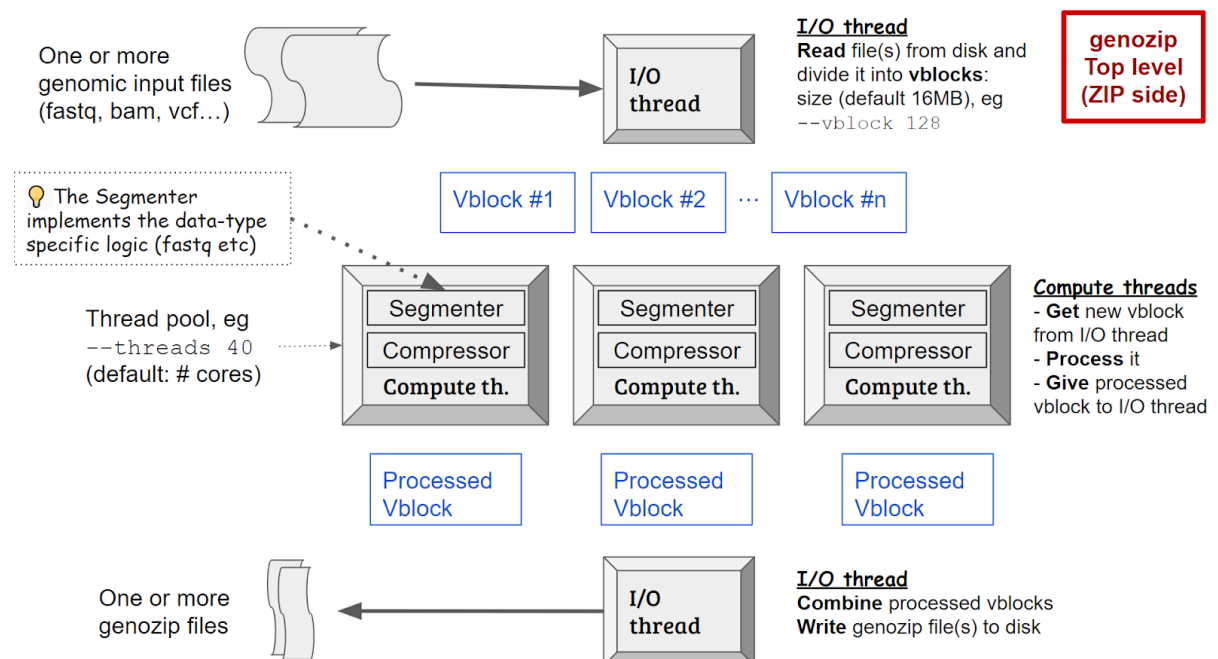 One or more
genomic input files
(fastq, bam, vcf…)
I/O
thread
I/O thread
Read file(s) from disk and
divide it into vblocks:
size (default 16MB), eg
--vblock 128
genozip
Top level
(ZIP side)
💡 The Segmenter
implements the data-type
specific logic (fastq etc)
Vblock #1
Vblock #2
...
Vblock #n
Thread pool, eg
--threads 40
(default: # cores)
Segmenter
Compressor
Compute th.
Segmenter
Compressor
Compute th.
Segmenter
Compressor
Compute th.
Compute threads
- Get new vblock
from I/O thread
- Process it
- Give processed
vblock to I/O thread
Processed
Vblock
Processed
Vblock
Processed
Vblock
One or more
genozip files
I/O
thread
I/O thread
Combine processed vblocks
Write genozip file(s) to disk